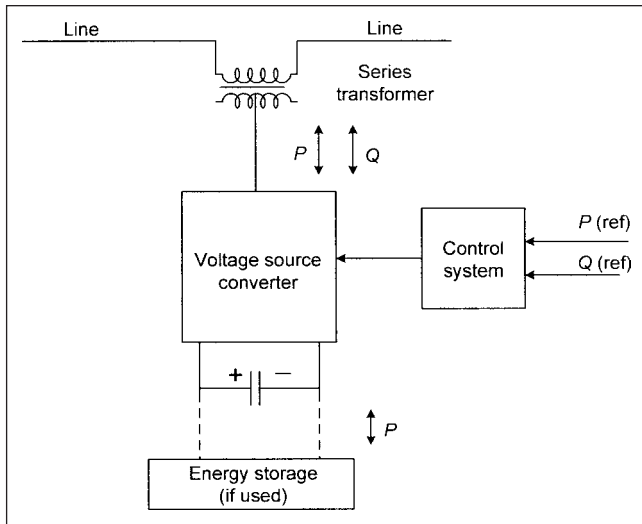 Line
Line
Series
transformer
P
Q
Voltage source
converter
Control
system
P (ref)
Q (ref)
+
−
P
Energy storage
(if used)